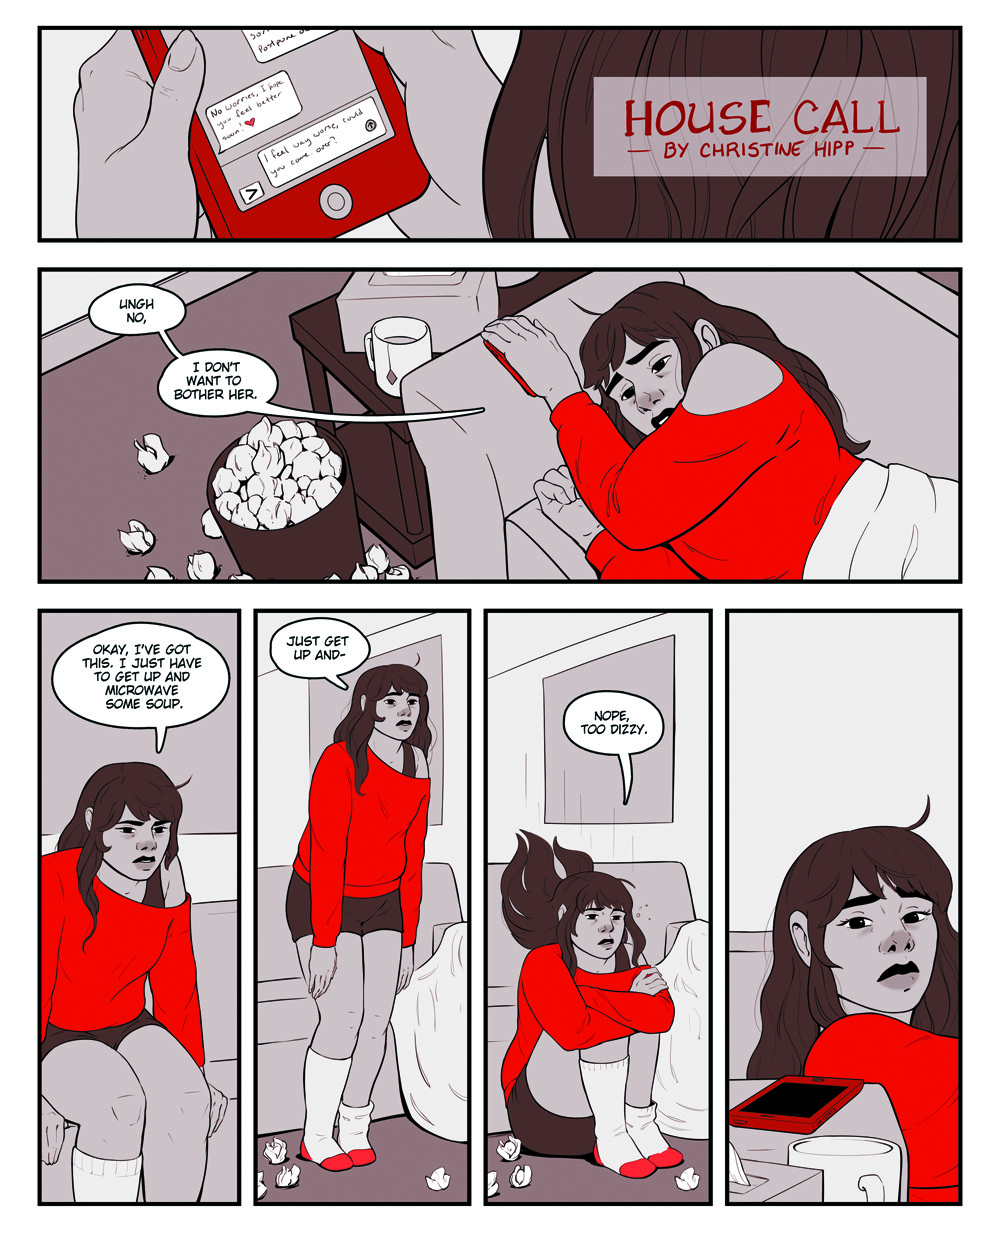 Postpone
No worries, I hope
you feel better
soon! ♥
I feel way worse, could
you come over?
>
HOUSE CALL
— BY CHRISTINE HIPP —
UNGH
NO,
I DON'T
WANT TO
BOTHER HER.
OKAY, I'VE GOT
THIS. I JUST HAVE
TO GET UP AND
MICROWAVE
SOME SOUP.
JUST GET
UP AND-
NOPE,
TOO DIZZY.